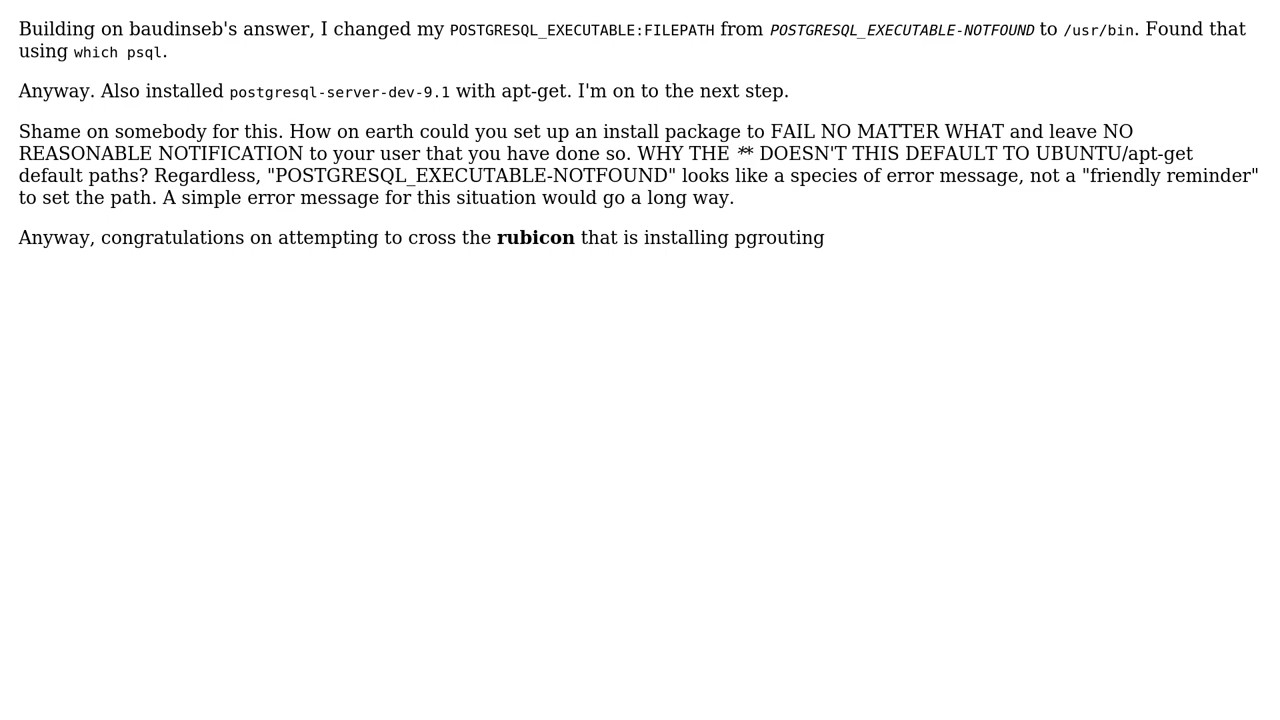 Building on baudinseb's answer, I changed my POSTGRESQL_EXECUTABLE:FILEPATH from POSTGRESQL_EXECUTABLE-NOTFOUND to /usr/bin. Found that
using which psql.
Anyway. Also installed postgresql-server-dev-9.1 with apt-get. I'm on to the next step.
Shame on somebody for this. How on earth could you set up an install package to FAIL NO MATTER WHAT and leave NO
REASONABLE NOTIFICATION to your user that you have done so. WHY THE ** DOESN'T THIS DEFAULT TO UBUNTU/apt-get
default paths? Regardless, "POSTGRESQL_EXECUTABLE-NOTFOUND" looks like a species of error message, not a "friendly reminder"
to set the path. A simple error message for this situation would go a long way.
Anyway, congratulations on attempting to cross the rubicon that is installing pgrouting